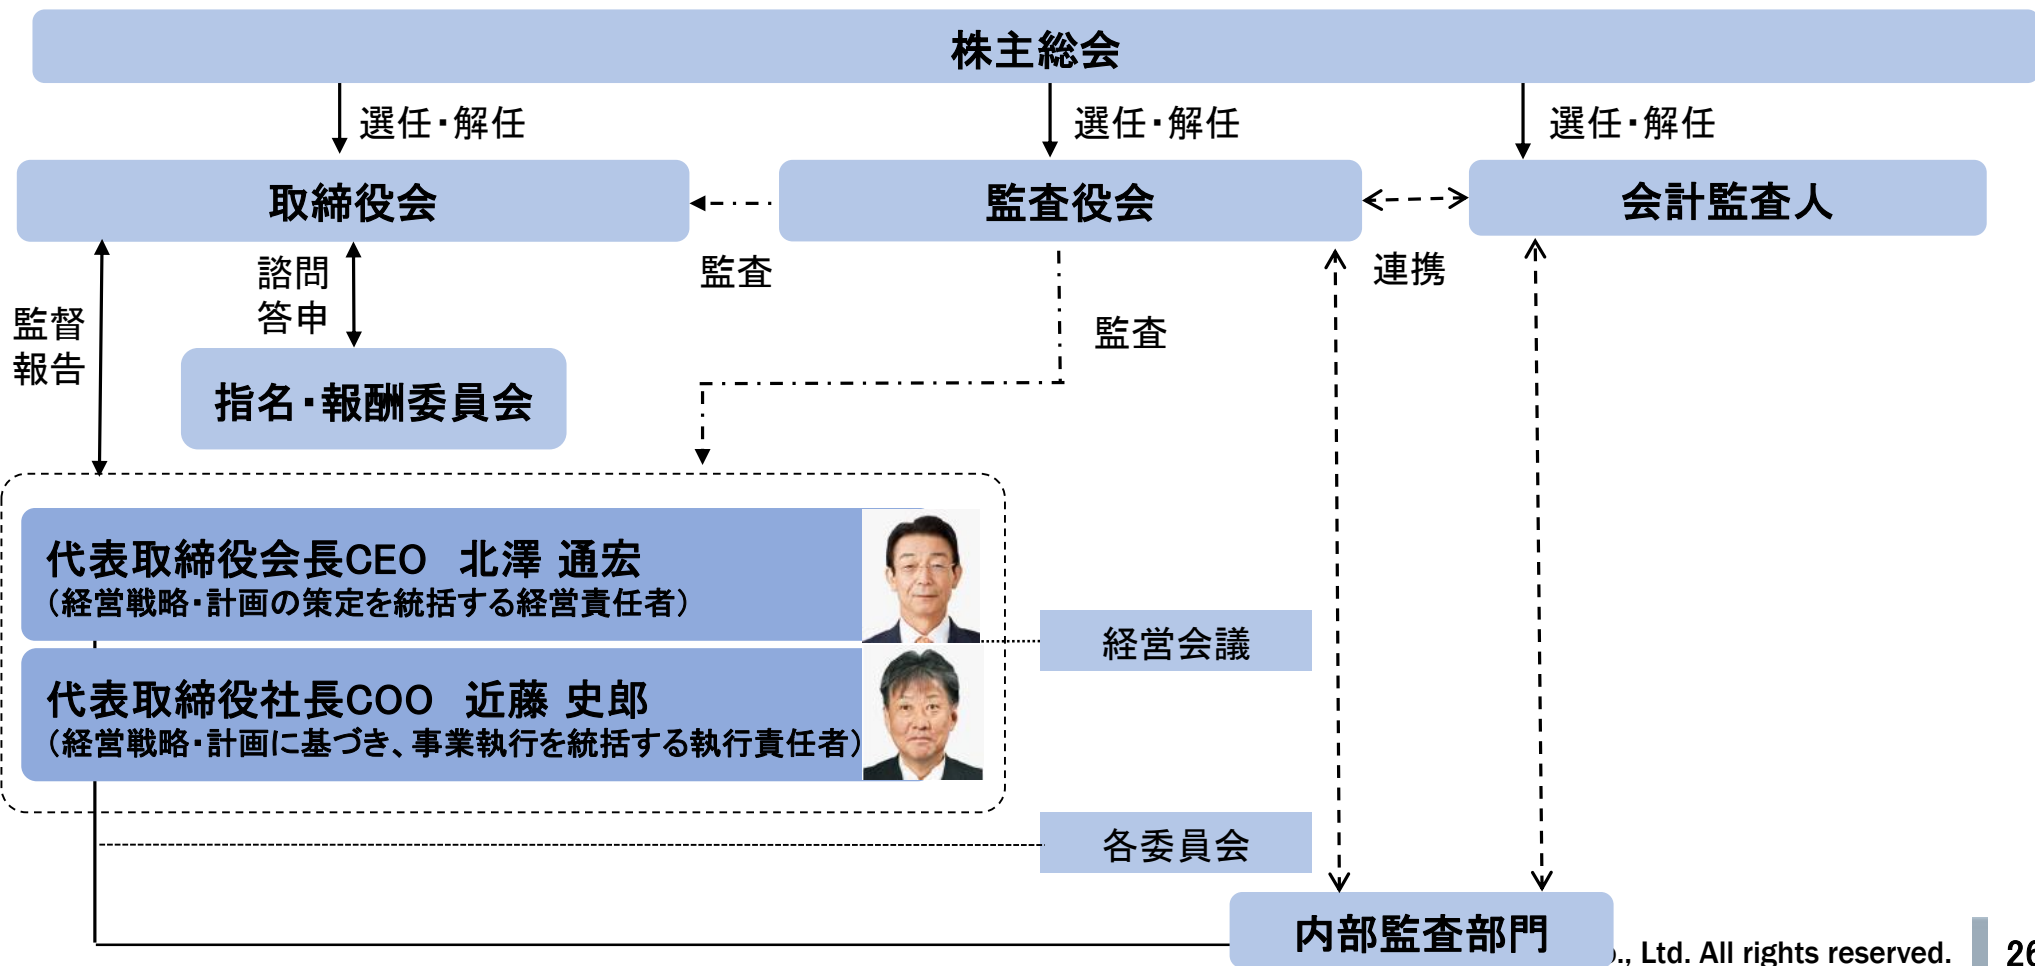 株主総会
選任・解任
選任・解任
選任・解任
取締役会
監査役会
会計監査人
諮問
答申
監査
連携
監督
報告
監査
指名・報酬委員会
代表取締役会長CEO　北澤 通宏
（経営戦略・計画の策定を統括する経営責任者）
経営会議
代表取締役社長COO　近藤 史郎
（経営戦略・計画に基づき、事業執行を統括する執行責任者）
各委員会
内部監査部門
., Ltd. All rights reserved.
26